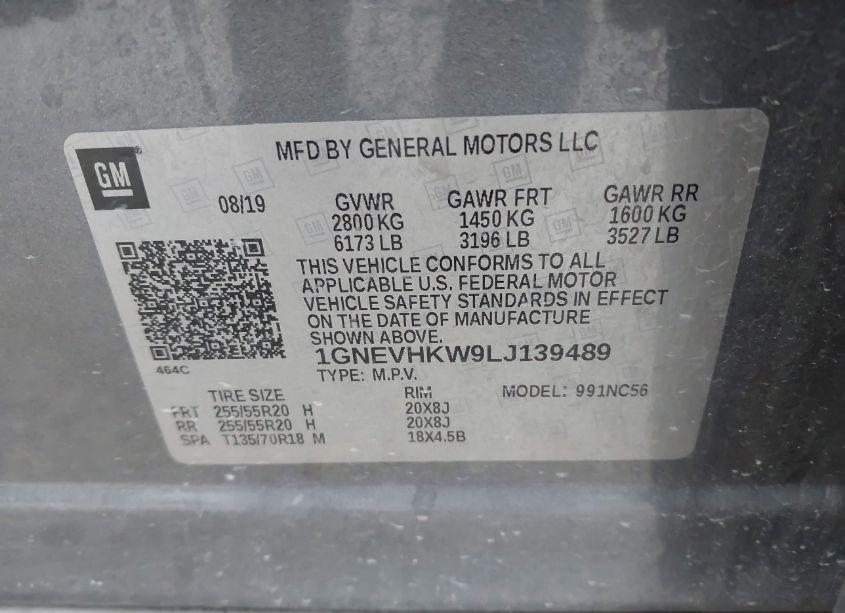 GM
MFD BY GENERAL MOTORS LLC
08/19 GVWR GAWR FRT GAWR RR
2800 KG 1450 KG 1600 KG
6173 LB 3196 LB 3527 LB
THIS VEHICLE CONFORMS TO ALL
APPLICABLE U.S. FEDERAL MOTOR
VEHICLE SAFETY STANDARDS IN EFFECT
ON THE DATE OF MANUFACTURE
SHOWN ABOVE.
464C
1GNEVHKW9LJ139489
TYPE: M.P.V.
TIRE SIZE RIM MODEL: 991NC56
FRT 255/55R20 H 20X8J
RR 255/55R20 H 20X8J
SPA T135/70R18 M 18X4.5B